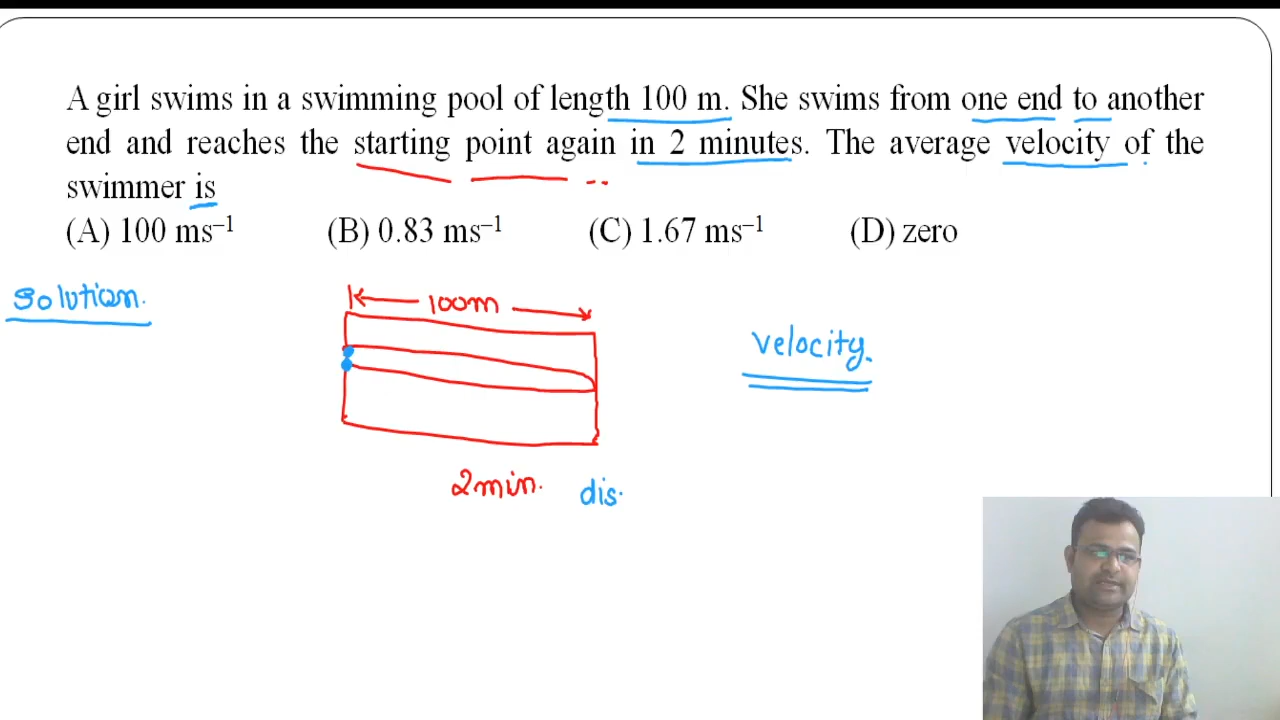 A girl swims in a swimming pool of length 100 m. She swims from one end to another
end and reaches the starting point again in 2 minutes. The average velocity of the
swimmer is
(A) 100 ms⁻¹ (B) 0.83 ms⁻¹ (C) 1.67 ms⁻¹ (D) zero
Solution.
100m
velocity.
2min. dis.